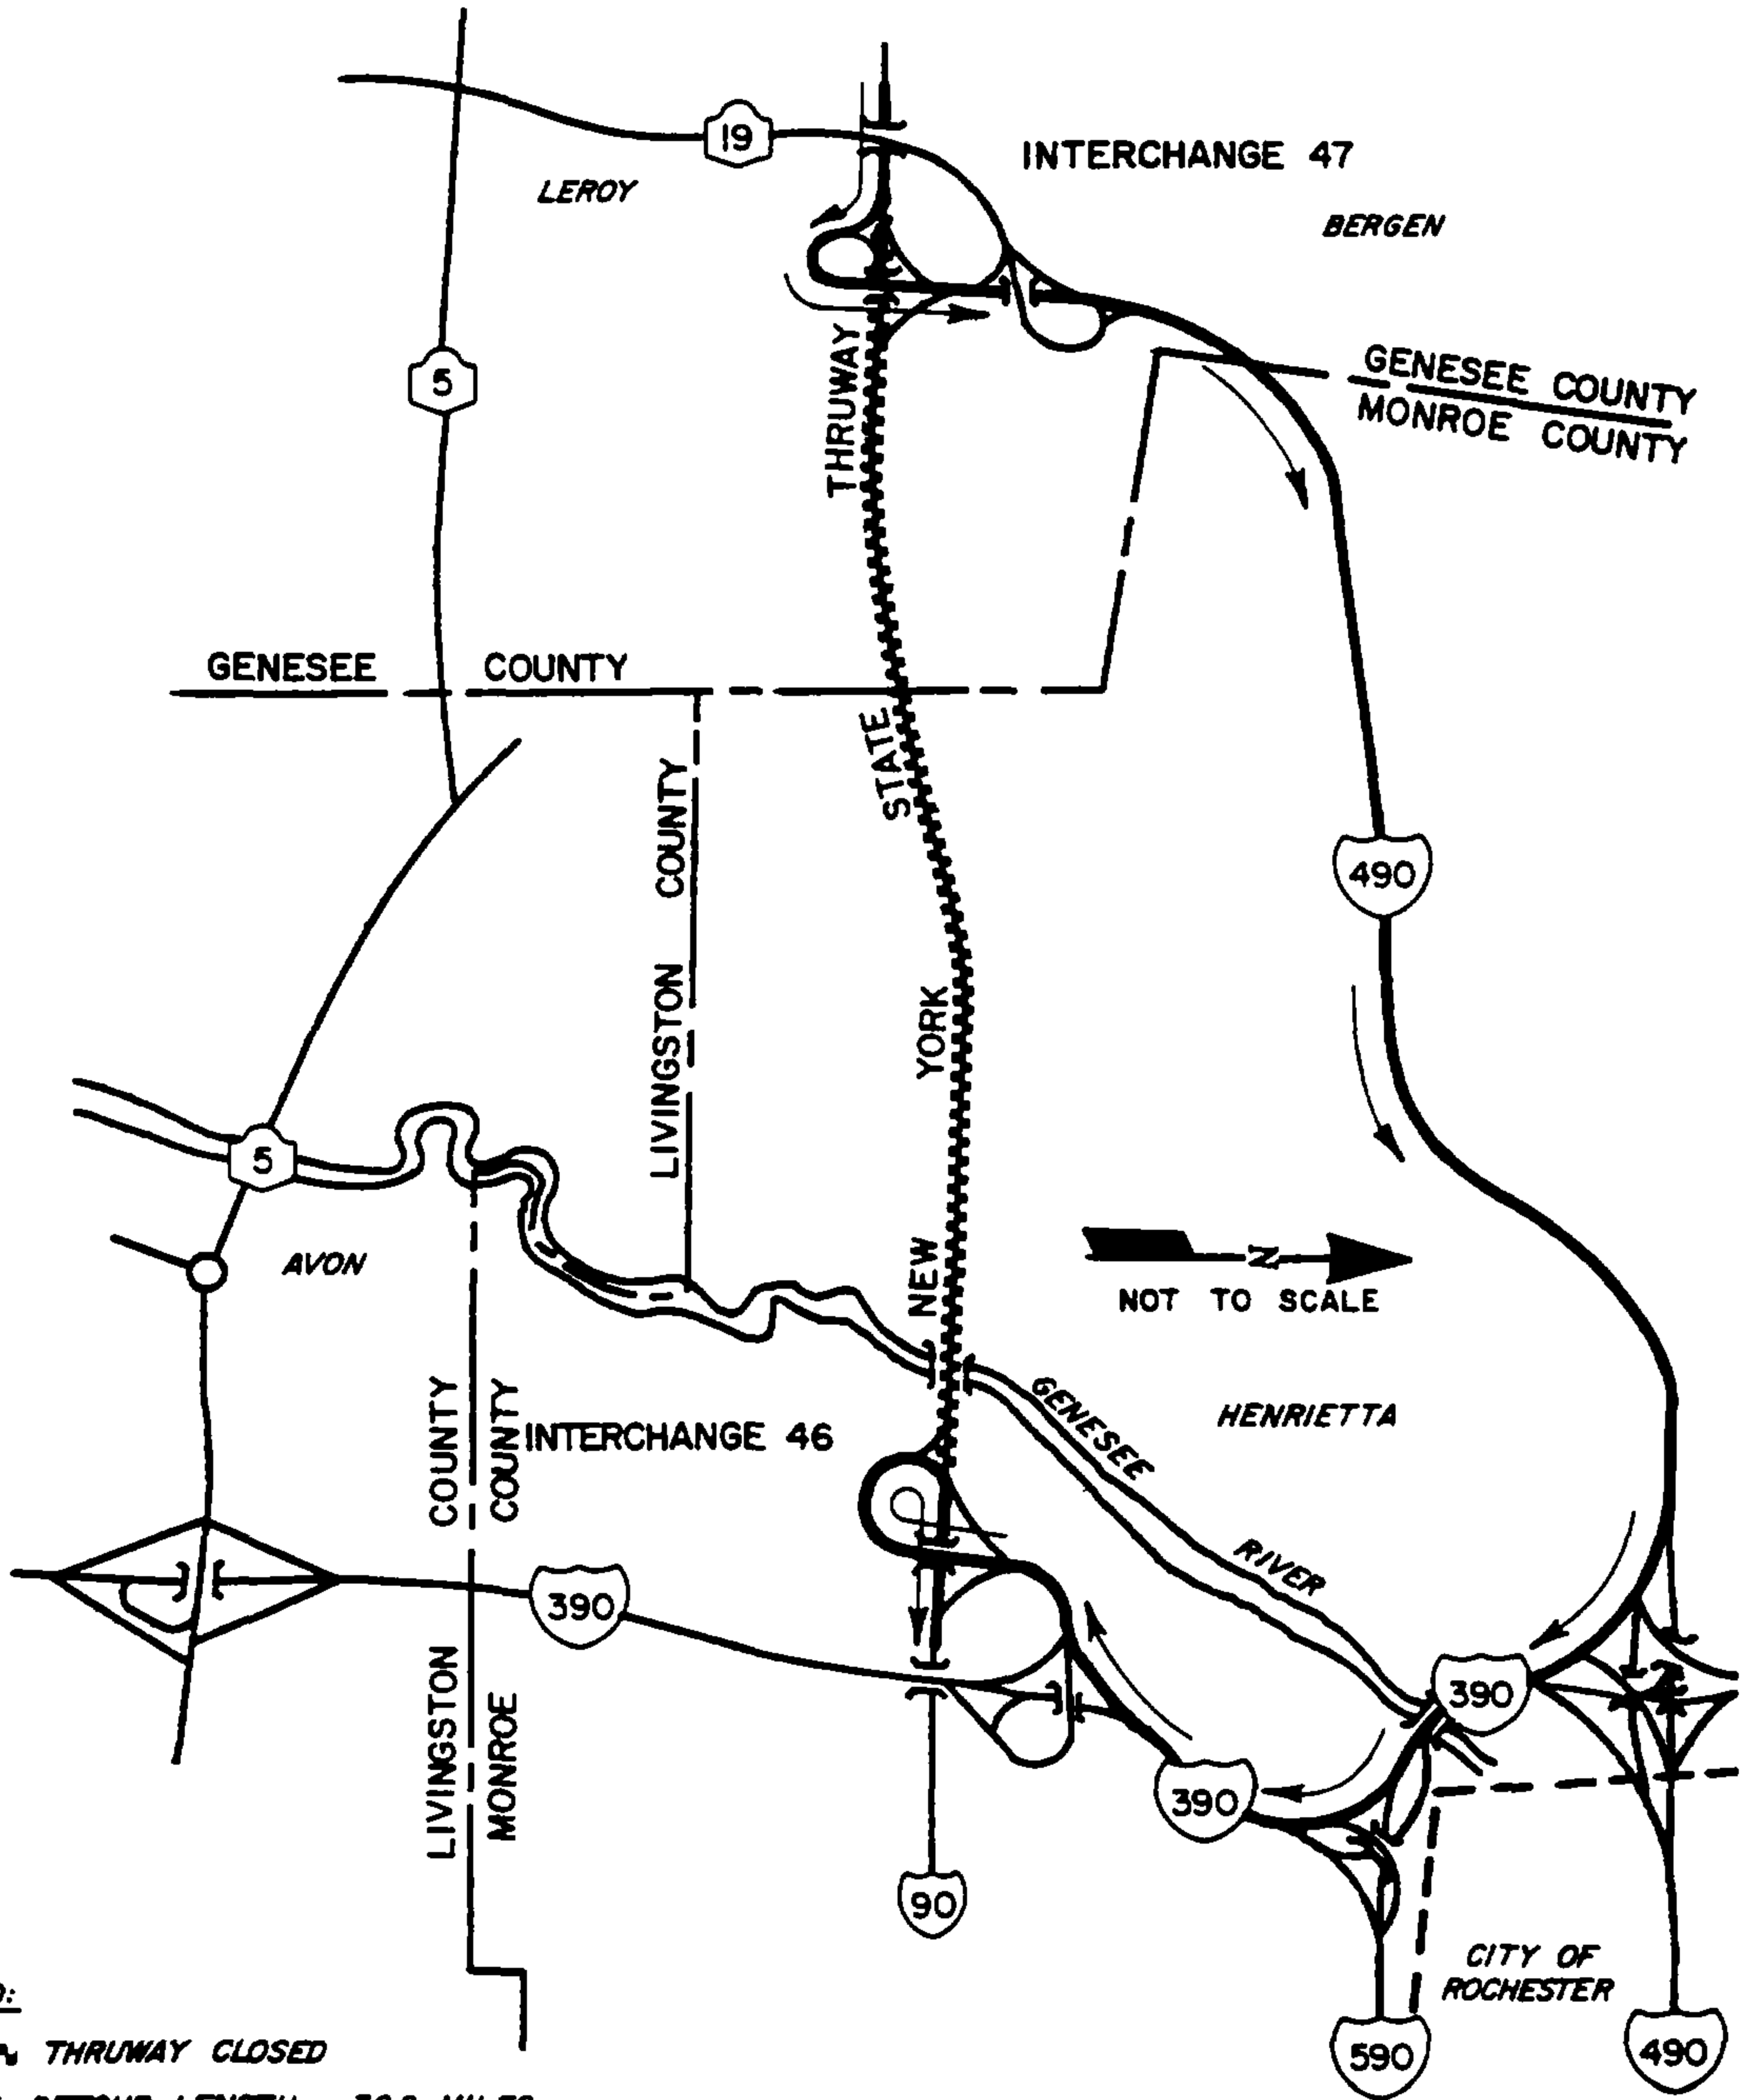 19
INTERCHANGE 47
LEROY
BERGEN
5
THRUWAY
GENESEE COUNTY
MONROE COUNTY
GENESEE COUNTY
STATE
LIVINGSTON COUNTY
490
YORK
5
AVON
NEW
N
NOT TO SCALE
GENESEE
RIVER
HENRIETTA
INTERCHANGE 46
COUNTY
COUNTY
390
LIVINGSTON
MONROE
390
390
90
CITY OF
ROCHESTER
590
490
THRUWAY CLOSED